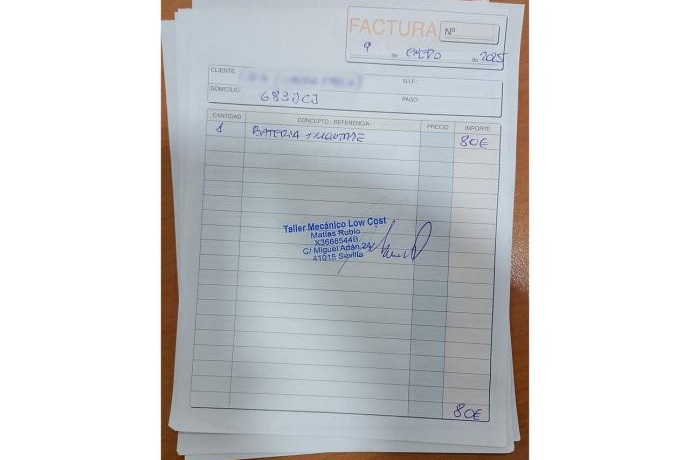 FACTURA Nº
9 de ENERO de 2025
CLIENTE
N.I.F.
DOMICILIO 683JCJ PAGO
CANTIDAD CONCEPTO - REFERENCIA PRECIO IMPORTE
1 BATERIA + MONTAJE 80€
Taller Mecánico Low Cost
Matías Rubio
X3688544B
C/ Miguel Adán, 24
41015 Sevilla
80€